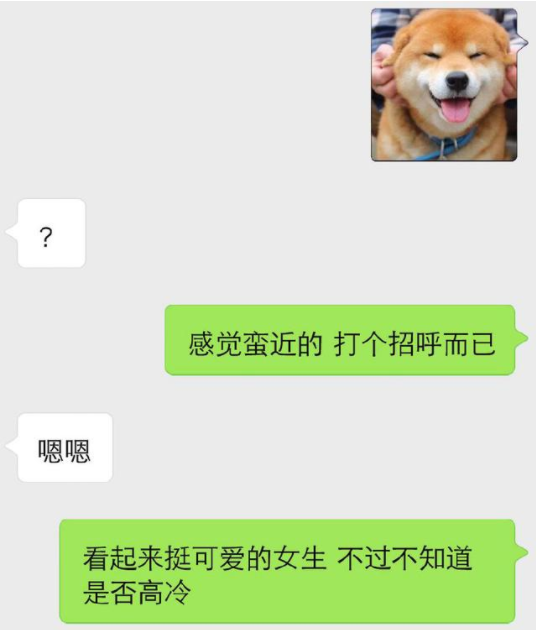 ？
感觉蛮近的 打个招呼而已
嗯嗯
看起来挺可爱的女生 不过不知道
是否高冷